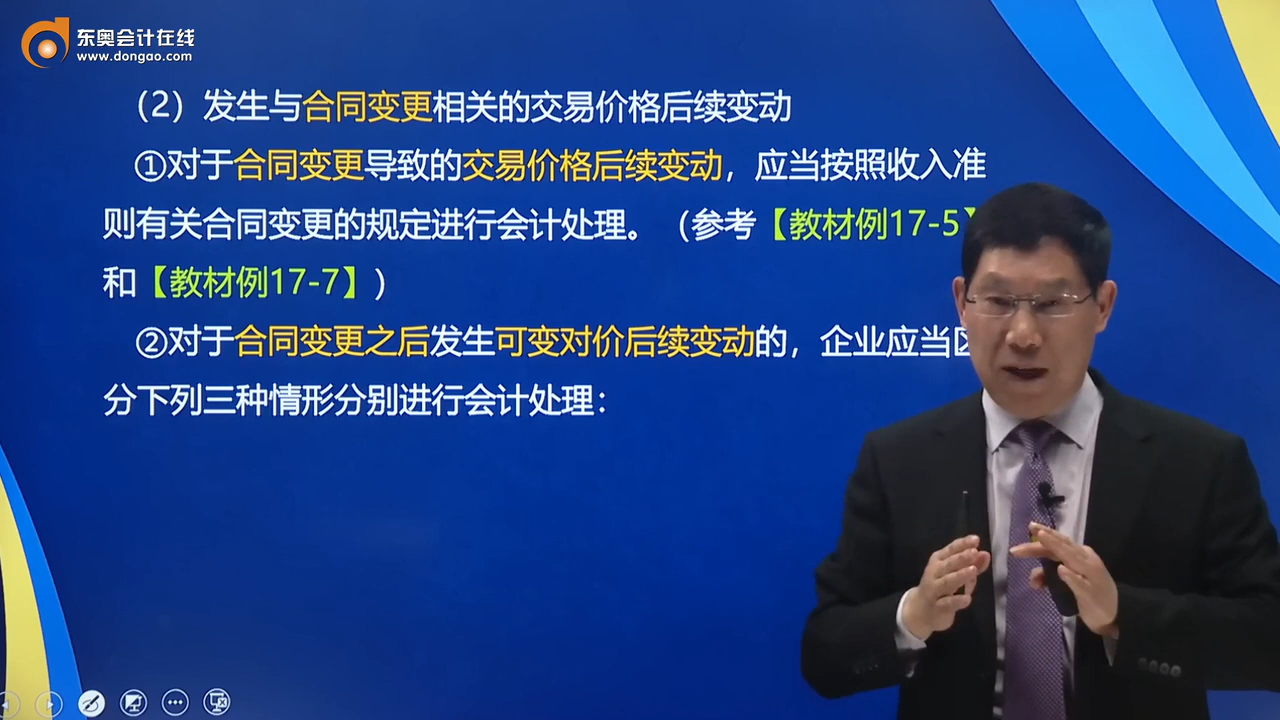 东奥会计在线
www.dongao.com
（2）发生与合同变更相关的交易价格后续变动
①对于合同变更导致的交易价格后续变动，应当按照收入准
则有关合同变更的规定进行会计处理。（参考【教材例17-5】
和【教材例17-7】）
②对于合同变更之后发生可变对价后续变动的，企业应当区
分下列三种情形分别进行会计处理：